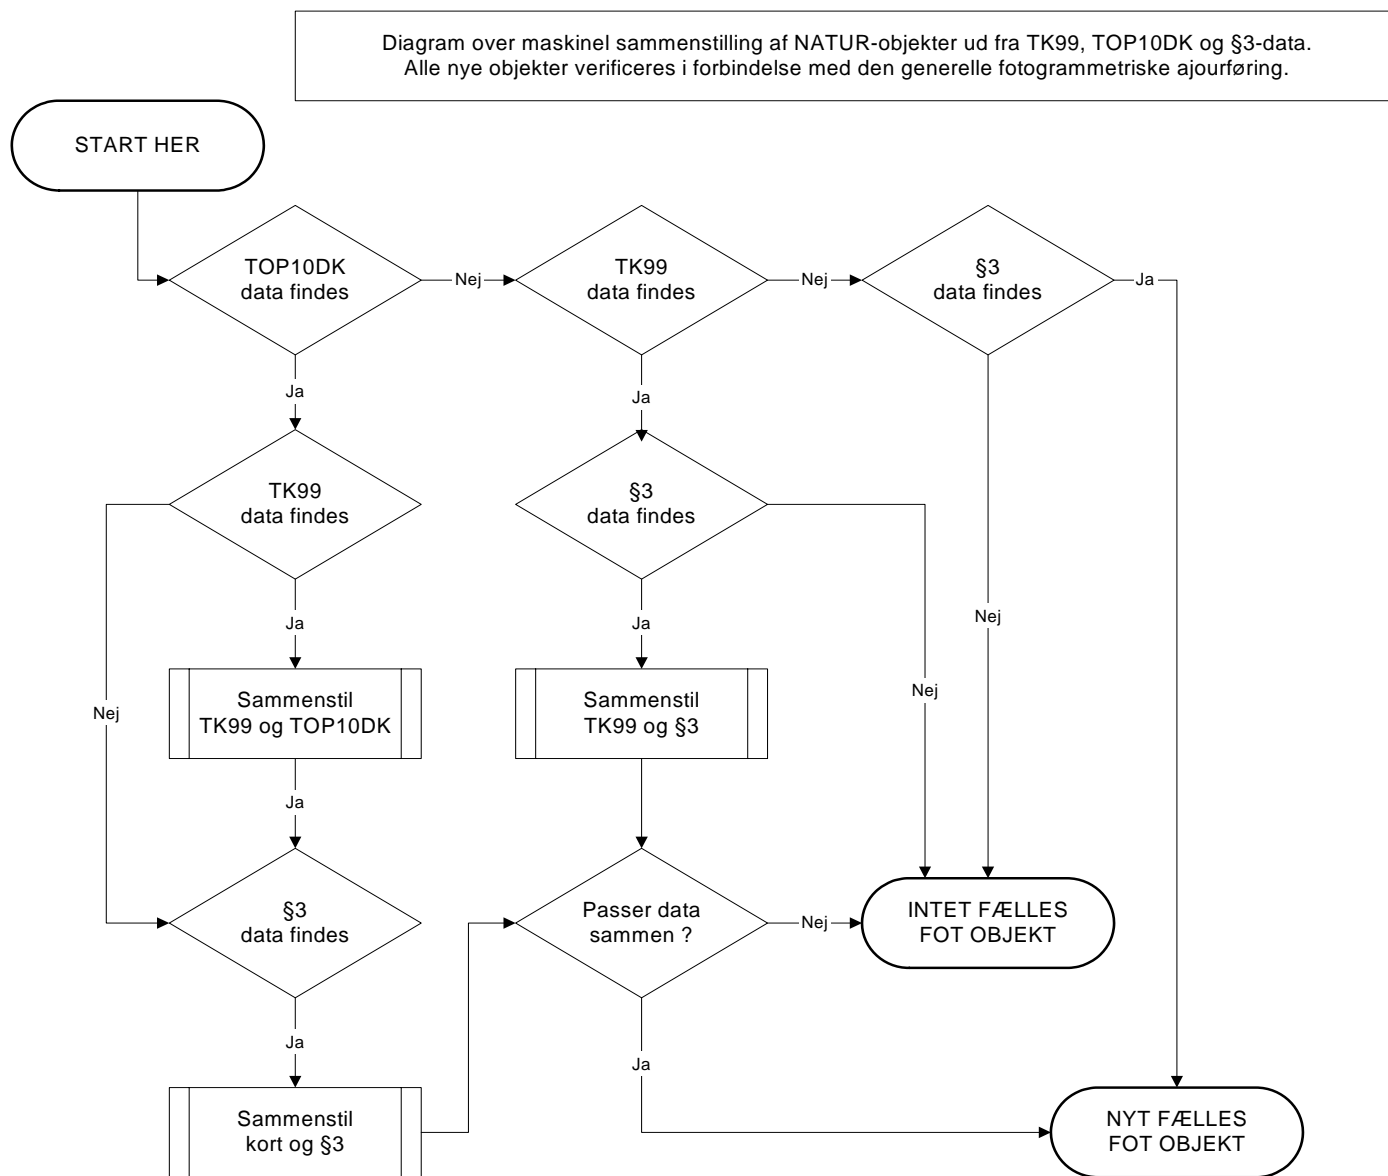 Diagram over maskinel sammenstilling af NATUR-objekter ud fra TK99, TOP10DK og §3-data.
Alle nye objekter verificeres i forbindelse med den generelle fotogrammetriske ajourføring.
START HER
TOP10DK
data findes
Nej
TK99
data findes
Nej
§3
data findes
Ja
Ja
Ja
TK99
data findes
§3
data findes
Ja
Ja
Nej
Nej
Sammenstil
TK99 og TOP10DK
Sammenstil
TK99 og §3
Nej
Ja
§3
data findes
Passer data
sammen ?
Nej
INTET FÆLLES
FOT OBJEKT
Ja
Ja
Sammenstil
kort og §3
NYT FÆLLES
FOT OBJEKT